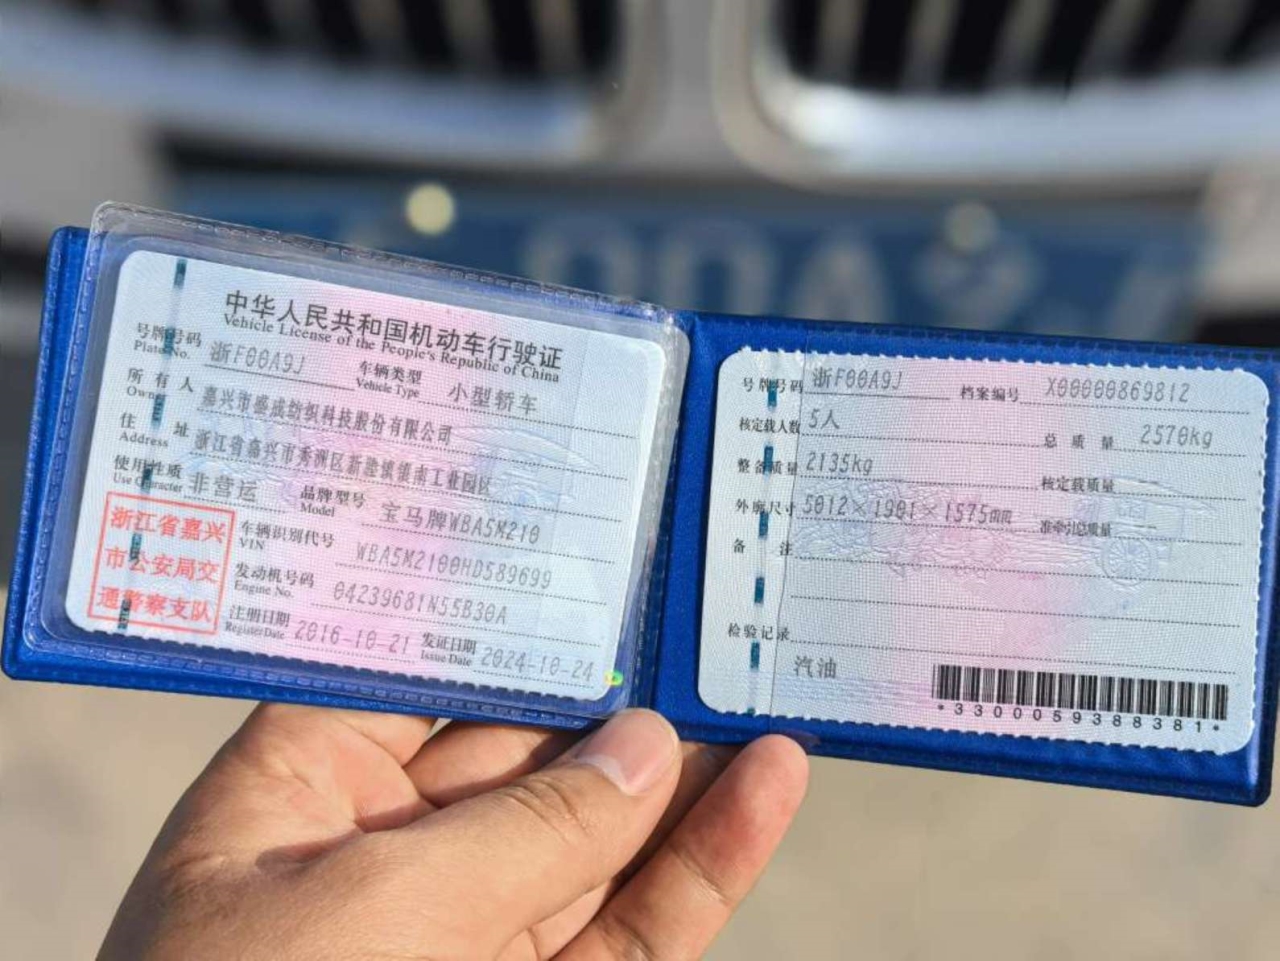 中华人民共和国机动车行驶证
Vehicle License of the People's Republic of China
号牌号码 浙F00A9J 车辆类型 小型轿车
Plate No. Vehicle Type
所有人 嘉兴市盛成纺织科技股份有限公司
Owner
住址 浙江省嘉兴市秀洲区新塍镇镇南工业园区
Address
使用性质 非营运 品牌型号 宝马牌WBA5M210
Use Character Model
浙江省嘉兴
市公安局交
通警察支队
车辆识别代号 WBA5M2100HD589699
VIN
发动机号码 04239681N55B30A
Engine No.
注册日期 2016-10-21 发证日期 2024-10-24
Register Date Issue Date
号牌号码 浙F00A9J 档案编号 X00000869812
核定载人数 5人 总质量 2570kg
整备质量 2135kg 核定载质量
外廓尺寸 5012×1901×1575mm 准牵引总质量 --
备注
检验记录
汽油
*3300059388381*
00A